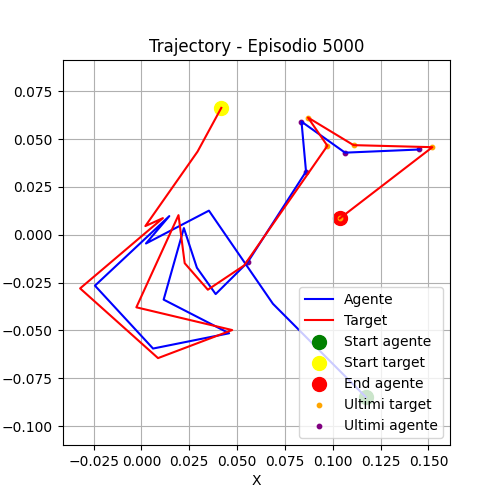 Trajectory - Episodio 5000
0.075
0.050
0.025
0.000
−0.025
−0.050
−0.075
−0.100
−0.025 0.000 0.025 0.050 0.075 0.100 0.125 0.150
X
Agente
Target
Start agente
Start target
End agente
Ultimi target
Ultimi agente